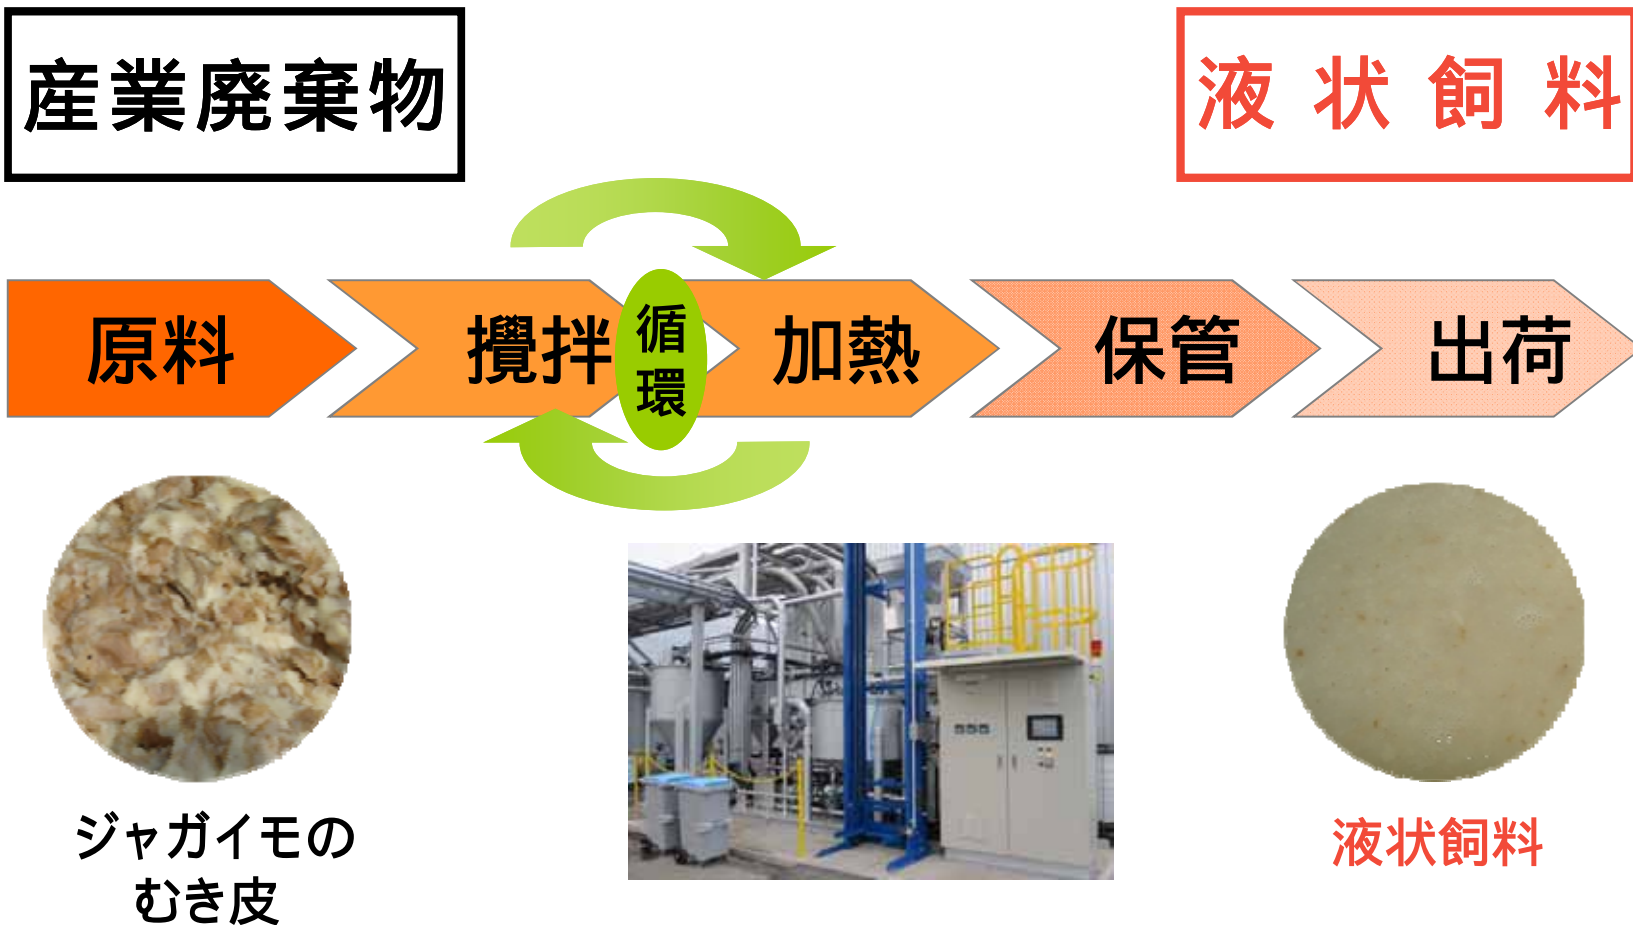 産業廃棄物
液状飼料
原料
攪拌
循
環
加熱
保管
出荷
ジャガイモの
むき皮
液状飼料